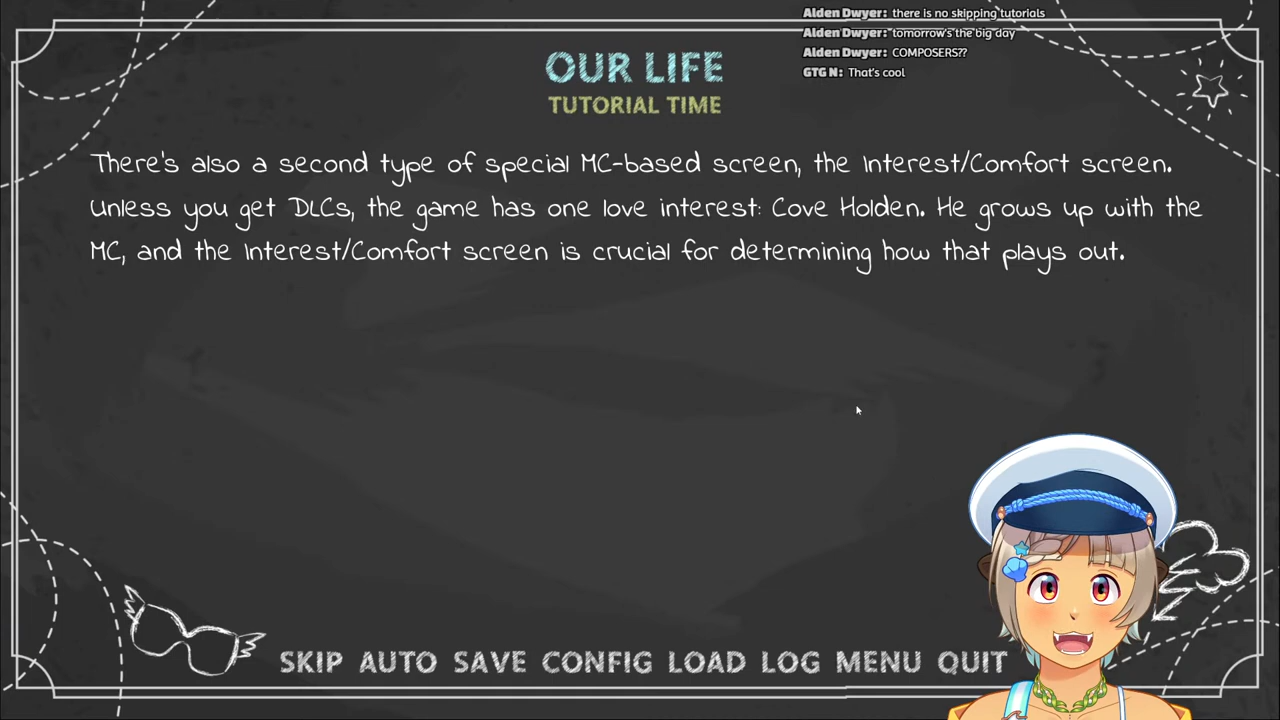 Alden Dwyer: there is no skipping tutorials
Alden Dwyer: tomorrow's the big day
Alden Dwyer: COMPOSERS??
GTG N: That's cool
OUR LIFE
TUTORIAL TIME
There's also a second type of special MC-based screen, the Interest/Comfort screen.
Unless you get DLCs, the game has one love interest: Cove Holden. He grows up with the
MC, and the Interest/Comfort screen is crucial for determining how that plays out.
SKIP AUTO SAVE CONFIG LOAD LOG MENU QUIT